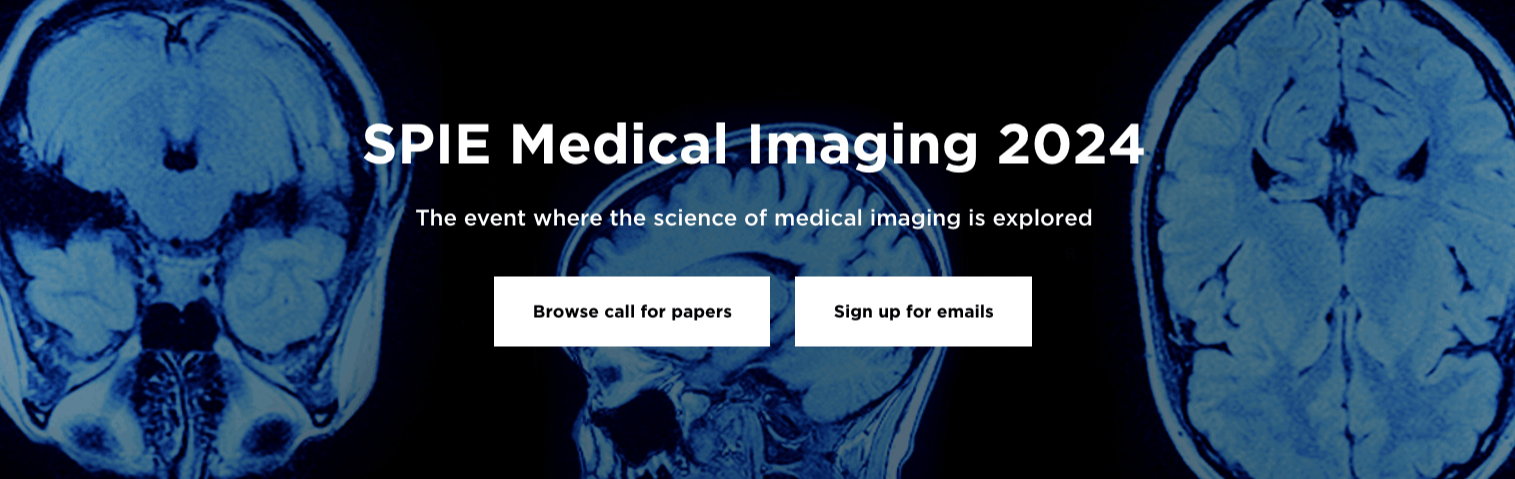 SPIE Medical Imaging 2024
The event where the science of medical imaging is explored
Browse call for papers
Sign up for emails